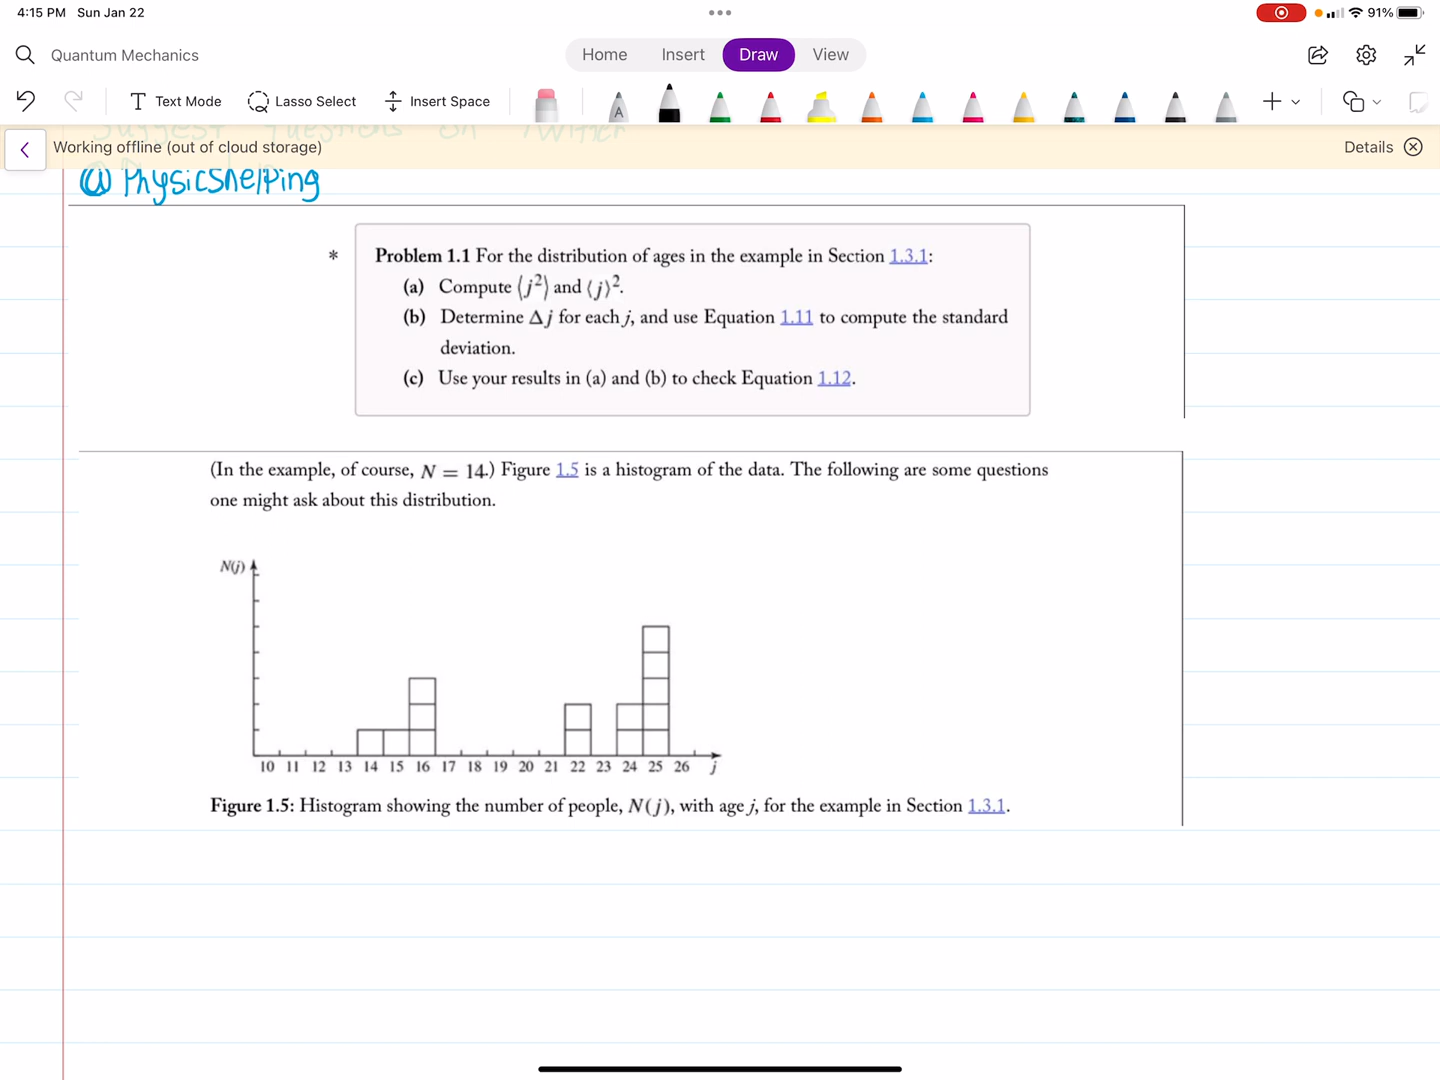 4:15 PM Sun Jan 22
91%
Quantum Mechanics
Home Insert Draw View
Text Mode Lasso Select Insert Space
A
Suggest questions on Twitter
Working offline (out of cloud storage) Details
@ Physicshelping
* Problem 1.1 For the distribution of ages in the example in Section 1.3.1:
(a) Compute ⟨j²⟩ and ⟨j⟩².
(b) Determine Δj for each j, and use Equation 1.11 to compute the standard
deviation.
(c) Use your results in (a) and (b) to check Equation 1.12.
(In the example, of course, N = 14.) Figure 1.5 is a histogram of the data. The following are some questions
one might ask about this distribution.
N(j)
10 11 12 13 14 15 16 17 18 19 20 21 22 23 24 25 26 j
Figure 1.5: Histogram showing the number of people, N(j), with age j, for the example in Section 1.3.1.